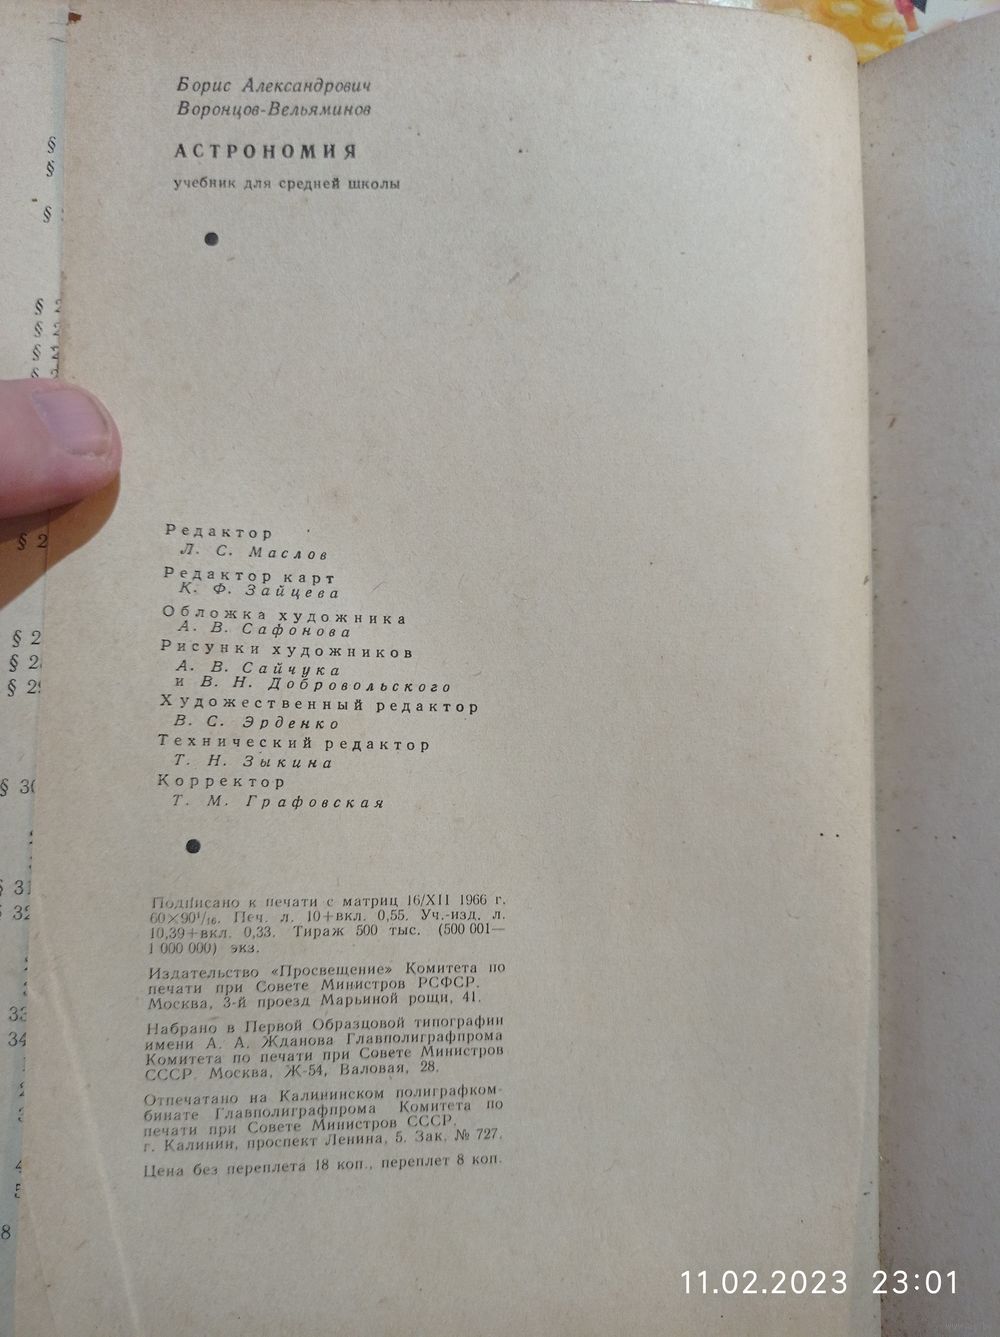 Борис Александрович
Воронцов-Вельяминов
АСТРОНОМИЯ
учебник для средней школы
Редактор
Л. С. Маслов
Редактор карт
К. Ф. Зайцева
Обложка художника
А. В. Сафонова
Рисунки художников
А. В. Сайчука
и В. Н. Добровольского
Художественный редактор
В. С. Эрденко
Технический редактор
Т. Н. Зыкина
Корректор
Т. М. Графовская
Подписано к печати с матриц 16/XII 1966 г.
60×90¹/₁₆. Печ. л. 10+вкл. 0,55. Уч.-изд. л.
10,39+вкл. 0,33. Тираж 500 тыс. (500 001—
1 000 000) экз.
Издательство «Просвещение» Комитета по
печати при Совете Министров РСФСР.
Москва, 3-й проезд Марьиной рощи, 41.
Набрано в Первой Образцовой типографии
имени А. А. Жданова Главполиграфпрома
Комитета по печати при Совете Министров
СССР. Москва, Ж-54, Валовая, 28.
Отпечатано на Калининском полиграфком-
бинате Главполиграфпрома Комитета по
печати при Совете Министров СССР.
г. Калинин, проспект Ленина, 5. Зак. № 727.
Цена без переплета 18 коп., переплет 8 коп.
11.02.2023 23:01